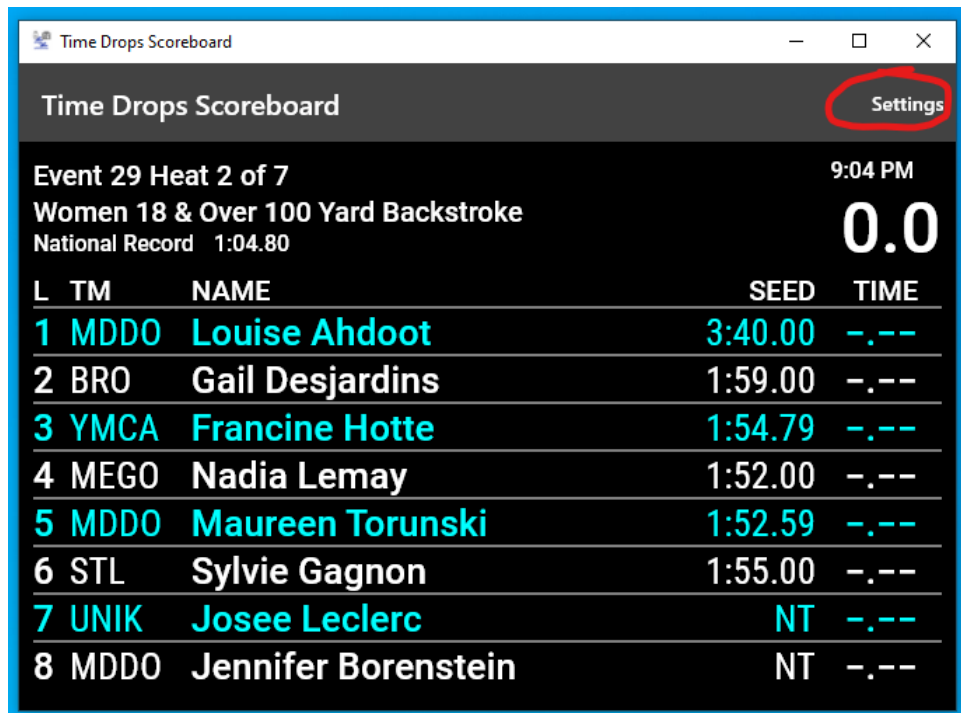 Time Drops Scoreboard
Time Drops Scoreboard Settings
Event 29 Heat 2 of 7 9:04 PM
Women 18 & Over 100 Yard Backstroke 0.0
National Record 1:04.80
L TM NAME SEED TIME
1 MDDO Louise Ahdoot 3:40.00 –.––
2 BRO Gail Desjardins 1:59.00 –.––
3 YMCA Francine Hotte 1:54.79 –.––
4 MEGO Nadia Lemay 1:52.00 –.––
5 MDDO Maureen Torunski 1:52.59 –.––
6 STL Sylvie Gagnon 1:55.00 –.––
7 UNIK Josee Leclerc NT –.––
8 MDDO Jennifer Borenstein NT –.––